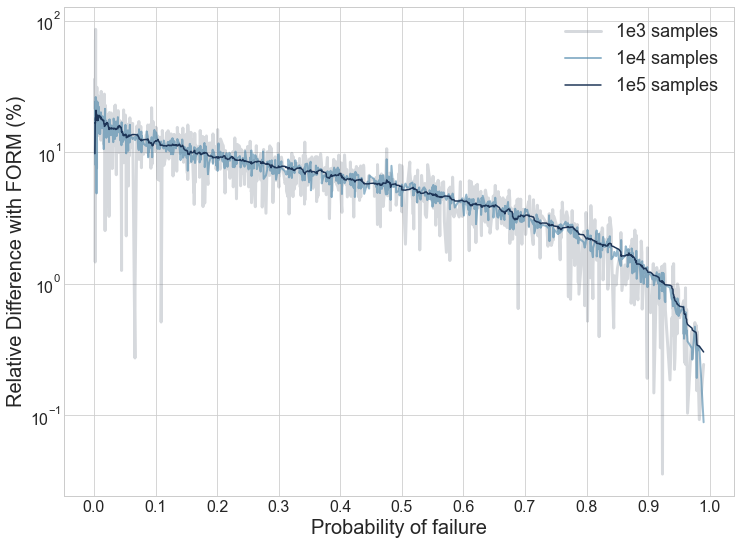 10²
10¹
10⁰
10⁻¹
Relative Difference with FORM (%)
1e3 samples
1e4 samples
1e5 samples
0.0 0.1 0.2 0.3 0.4 0.5 0.6 0.7 0.8 0.9 1.0
Probability of failure